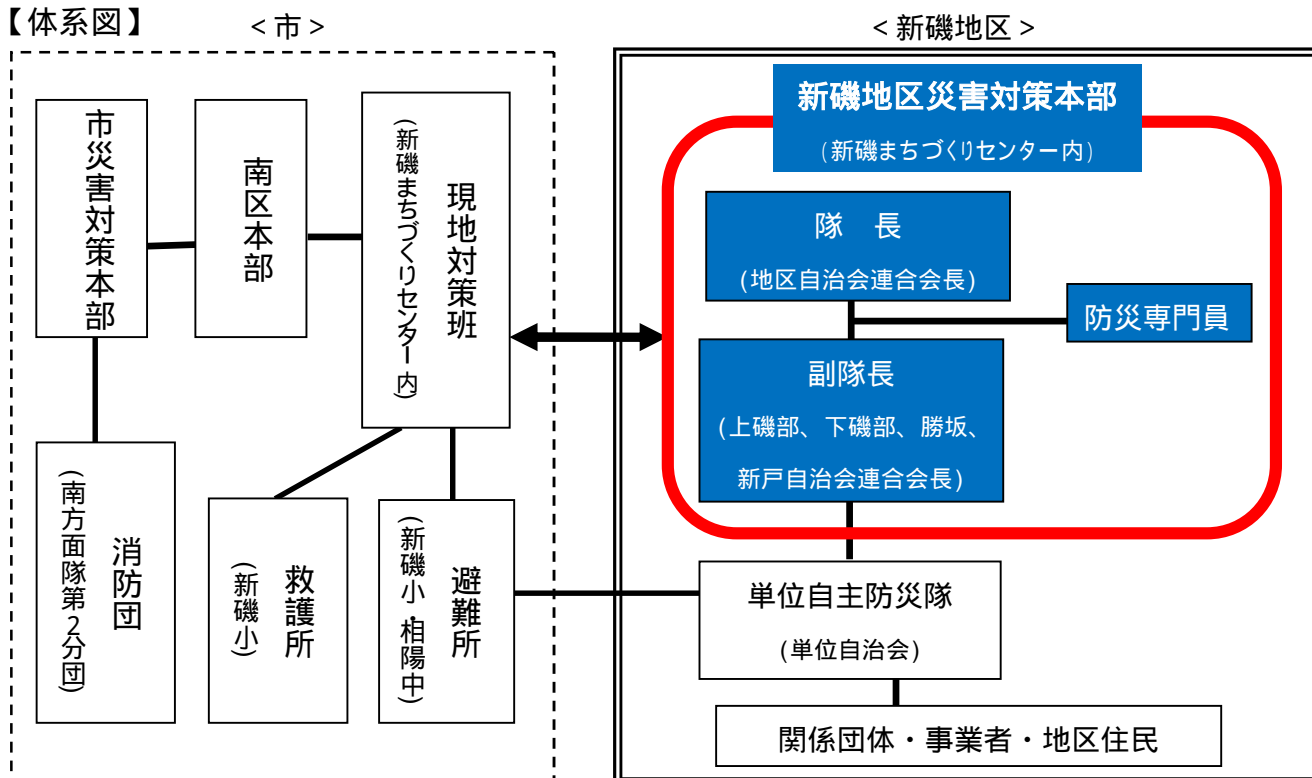 【体系図】
<市>
市災害対策本部
南区本部
現地対策班
(新磯まちづくりセンター内)
消防団
(南方面隊第2分団)
救護所
(新磯小)
避難所
(新磯小・相陽中)
<新磯地区>
新磯地区災害対策本部
(新磯まちづくりセンター内)
隊 長
(地区自治会連合会長)
防災専門員
副隊長
(上磯部、下磯部、勝坂、
新戸自治会連合会長)
単位自主防災隊
(単位自治会)
関係団体・事業者・地区住民